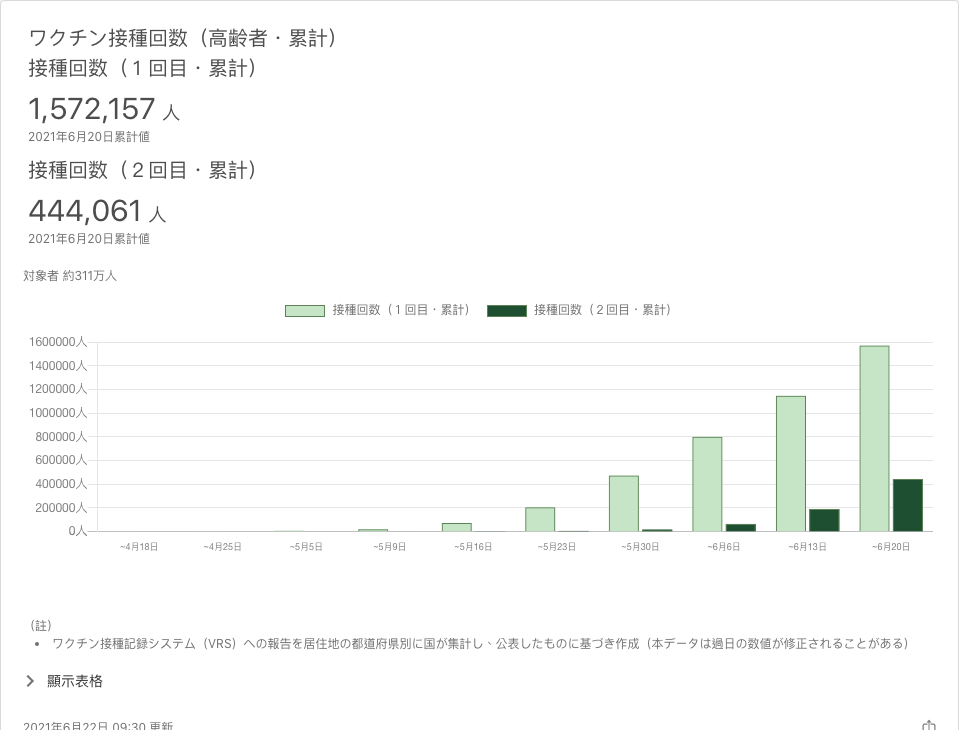 ワクチン接種回数（高齢者・累計）
接種回数（１回目・累計）
1,572,157 人
2021年6月20日累計値
接種回数（２回目・累計）
444,061 人
2021年6月20日累計値
対象者 約311万人
接種回数（１回目・累計） 接種回数（２回目・累計）
1600000人
1400000人
1200000人
1000000人
800000人
600000人
400000人
200000人
0人
~4月18日 ~4月25日 ~5月5日 ~5月9日 ~5月16日 ~5月23日 ~5月30日 ~6月6日 ~6月13日 ~6月20日
（註）
• ワクチン接種記録システム（VRS）への報告を居住地の都道府県別に国が集計し、公表したものに基づき作成（本データは過日の数値が修正されることがある）
顯示表格
2021年6月22日 09:30 更新